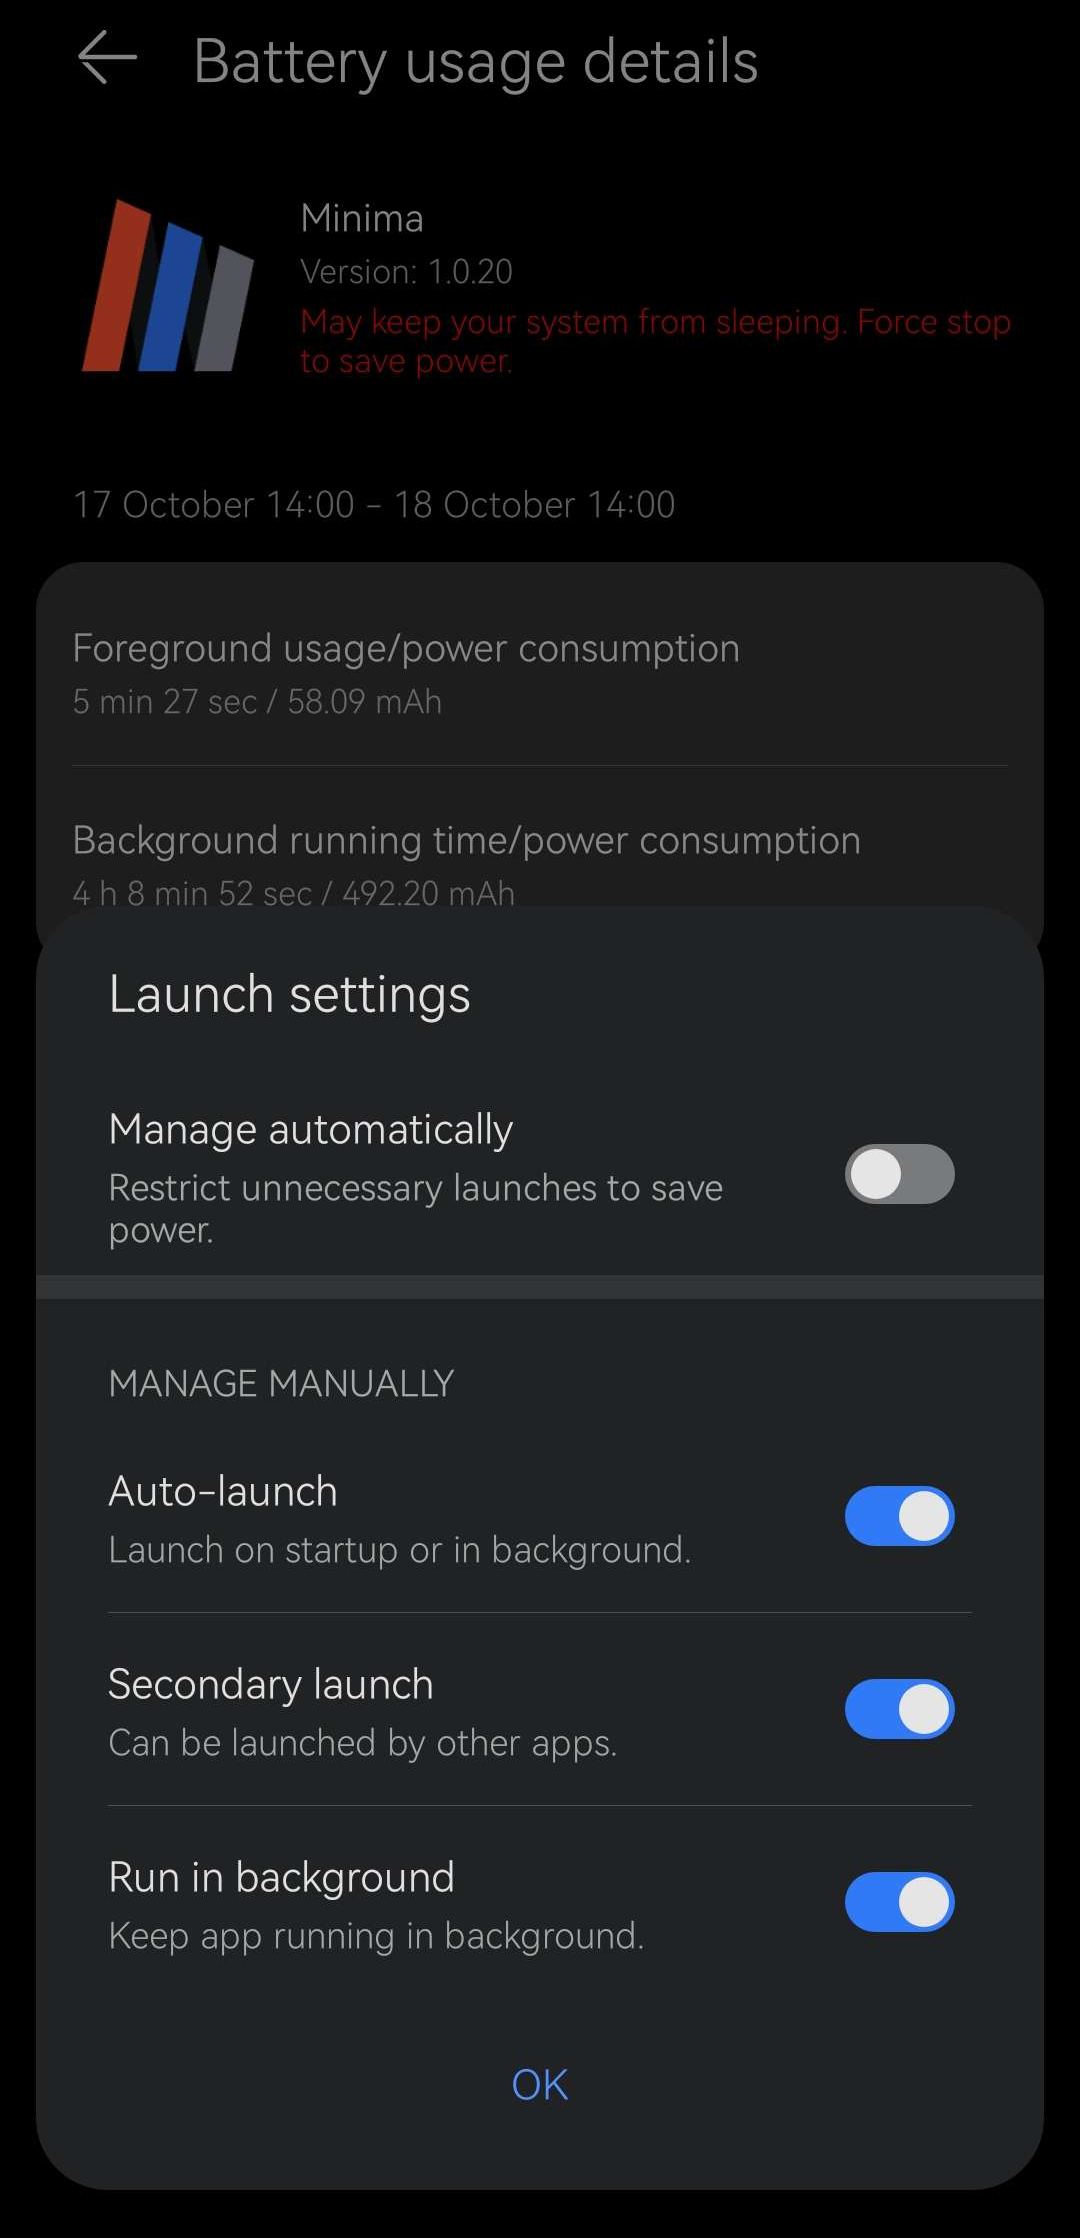 Battery usage details
Minima
Version: 1.0.20
May keep your system from sleeping. Force stop
to save power.
17 October 14:00 – 18 October 14:00
Foreground usage/power consumption
5 min 27 sec / 58.09 mAh
Background running time/power consumption
4 h 8 min 52 sec / 492.20 mAh
Launch settings
Manage automatically
Restrict unnecessary launches to save
power.
MANAGE MANUALLY
Auto-launch
Launch on startup or in background.
Secondary launch
Can be launched by other apps.
Run in background
Keep app running in background.
OK